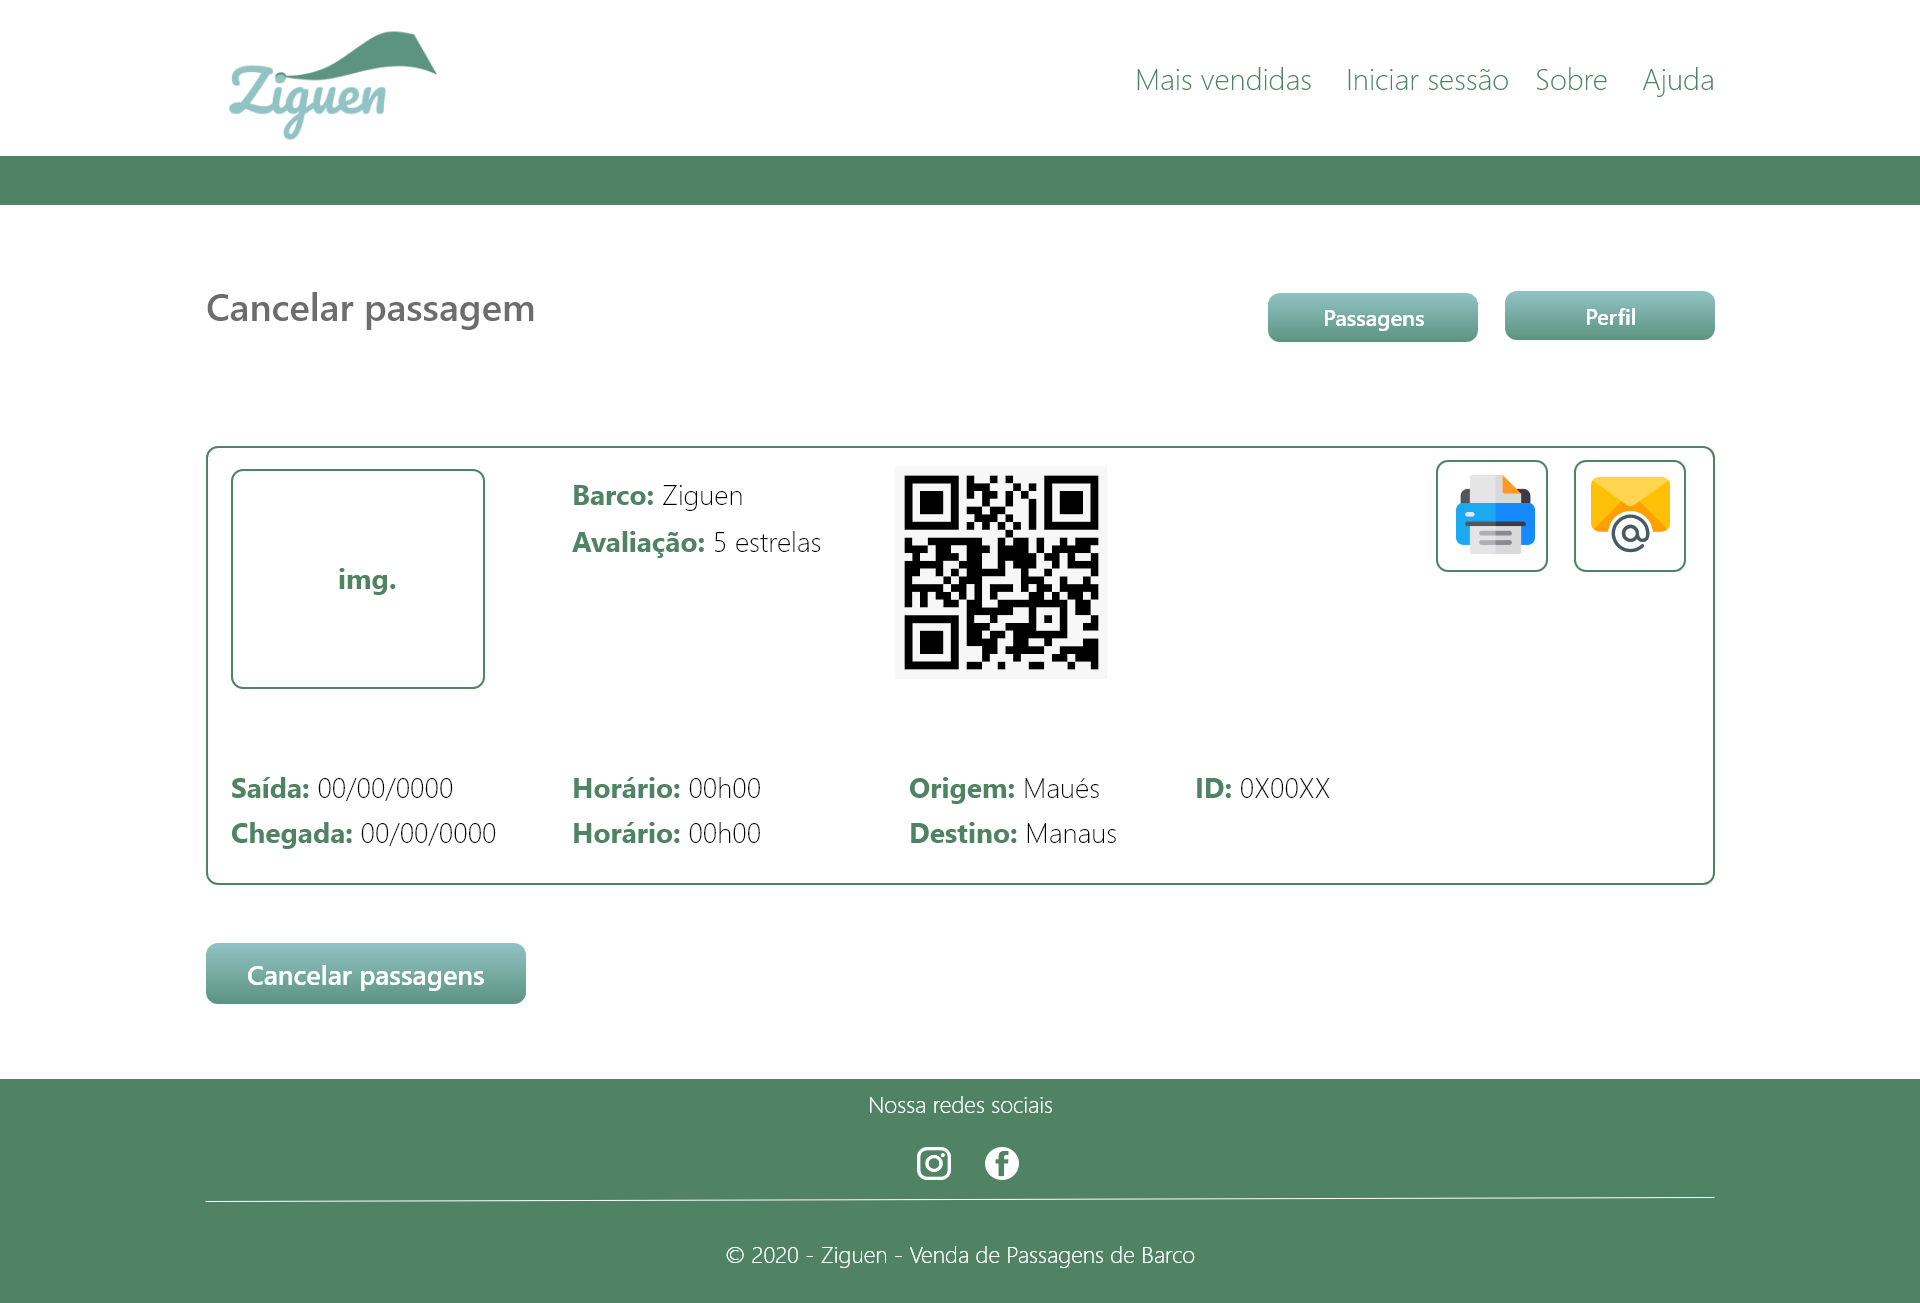 Ziguen
Mais vendidas Iniciar sessão Sobre Ajuda
Cancelar passagem
Passagens
Perfil
img.
Barco: Ziguen
Avaliação: 5 estrelas
Saída: 00/00/0000 Horário: 00h00 Origem: Maués ID: 0X00XX
Chegada: 00/00/0000 Horário: 00h00 Destino: Manaus
Cancelar passagens
Nossa redes sociais
© 2020 - Ziguen - Venda de Passagens de Barco